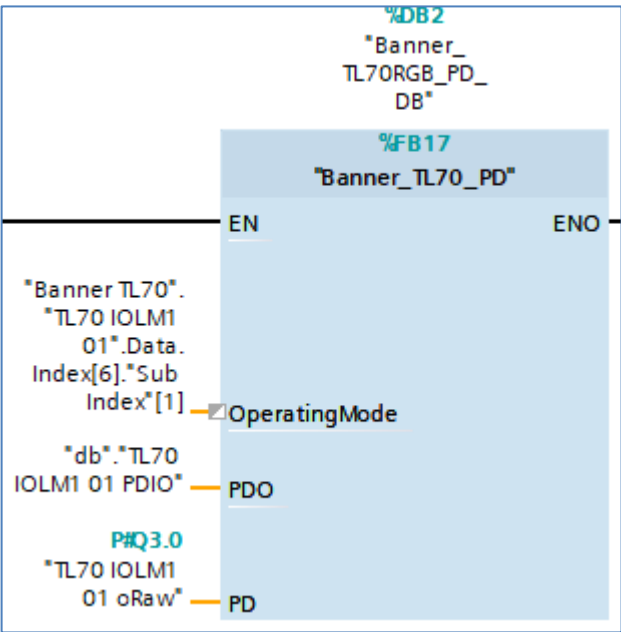 %DB2
"Banner_
TL70RGB_PD_
DB"
%FB17
"Banner_TL70_PD"
EN
ENO
"Banner TL70".
"TL70 IOLM1
01".Data.
Index[6]."Sub
Index"[1]
OperatingMode
"db"."TL70
IOLM1 01 PDIO"
PDO
P#Q3.0
"TL70 IOLM1
01 oRaw"
PD